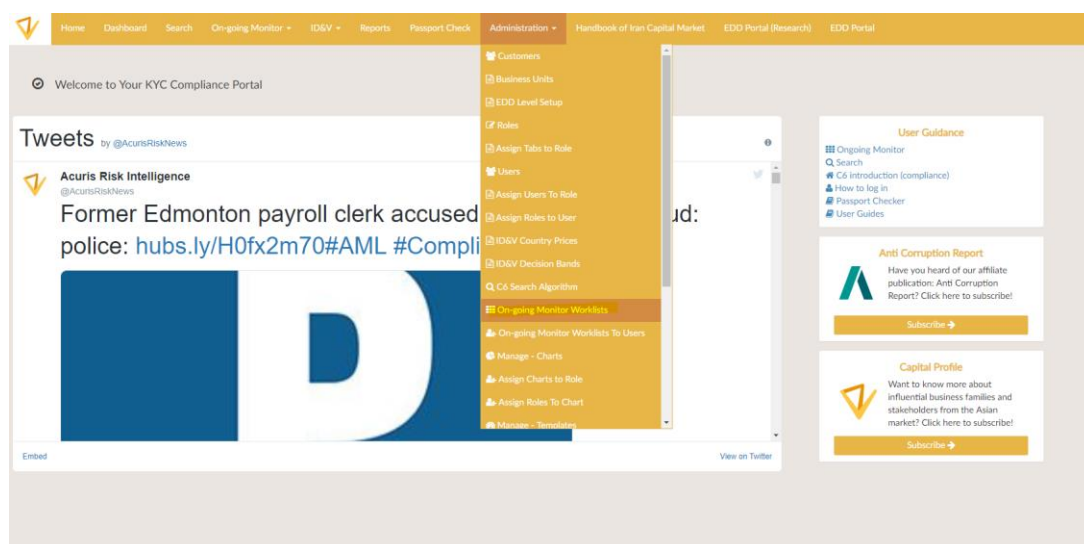 Home Dashboard Search On-going Monitor ID&V Reports Passport Check Administration Handbook of Iran Capital Market EDD Portal (Research) EDD Portal
Welcome to Your KYC Compliance Portal
Customers
Business Units
EDD Level Setup
Roles
Assign Tabs to Role
Users
Assign Users To Role
Assign Roles to User
ID&V Country Prices
ID&V Decision Bands
C6 Search Algorithm
On-going Monitor Worklists
On-going Monitor Worklists To Users
Manage - Charts
Assign Charts to Role
Assign Roles To Chart
Manage - Templates
Tweets by @AcurisRiskNews
Acuris Risk Intelligence
@AcurisRiskNews
Former Edmonton payroll clerk accused ud:
police: hubs.ly/H0fx2m70#AML #Compli
D
Embed View on Twitter
User Guidance
Ongoing Monitor
Search
C6 introduction (compliance)
How to log in
Passport Checker
User Guides
Anti Corruption Report
Have you heard of our affiliate
publication: Anti Corruption
Report? Click here to subscribe!
Subscribe
Capital Profile
Want to know more about
influential business families and
stakeholders from the Asian
market? Click here to subscribe!
Subscribe